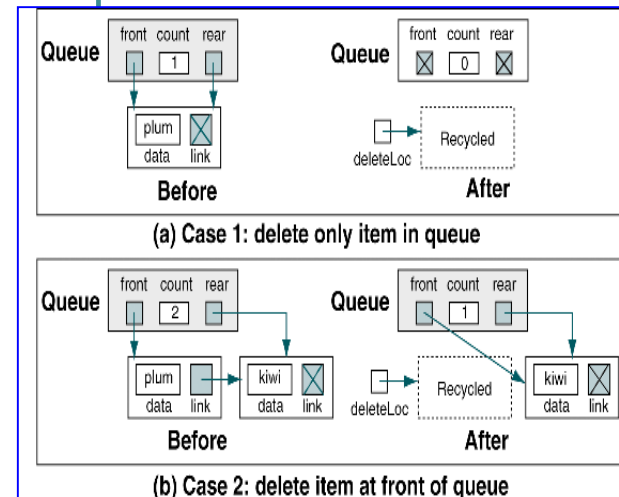 front count rear
Queue
1
plum
data link
Before
front count rear
Queue
0
Recycled
deleteLoc
After
(a) Case 1: delete only item in queue
front count rear
Queue
2
plum
data link
kiwi
data link
Before
front count rear
Queue
1
Recycled
deleteLoc
kiwi
data link
After
(b) Case 2: delete item at front of queue